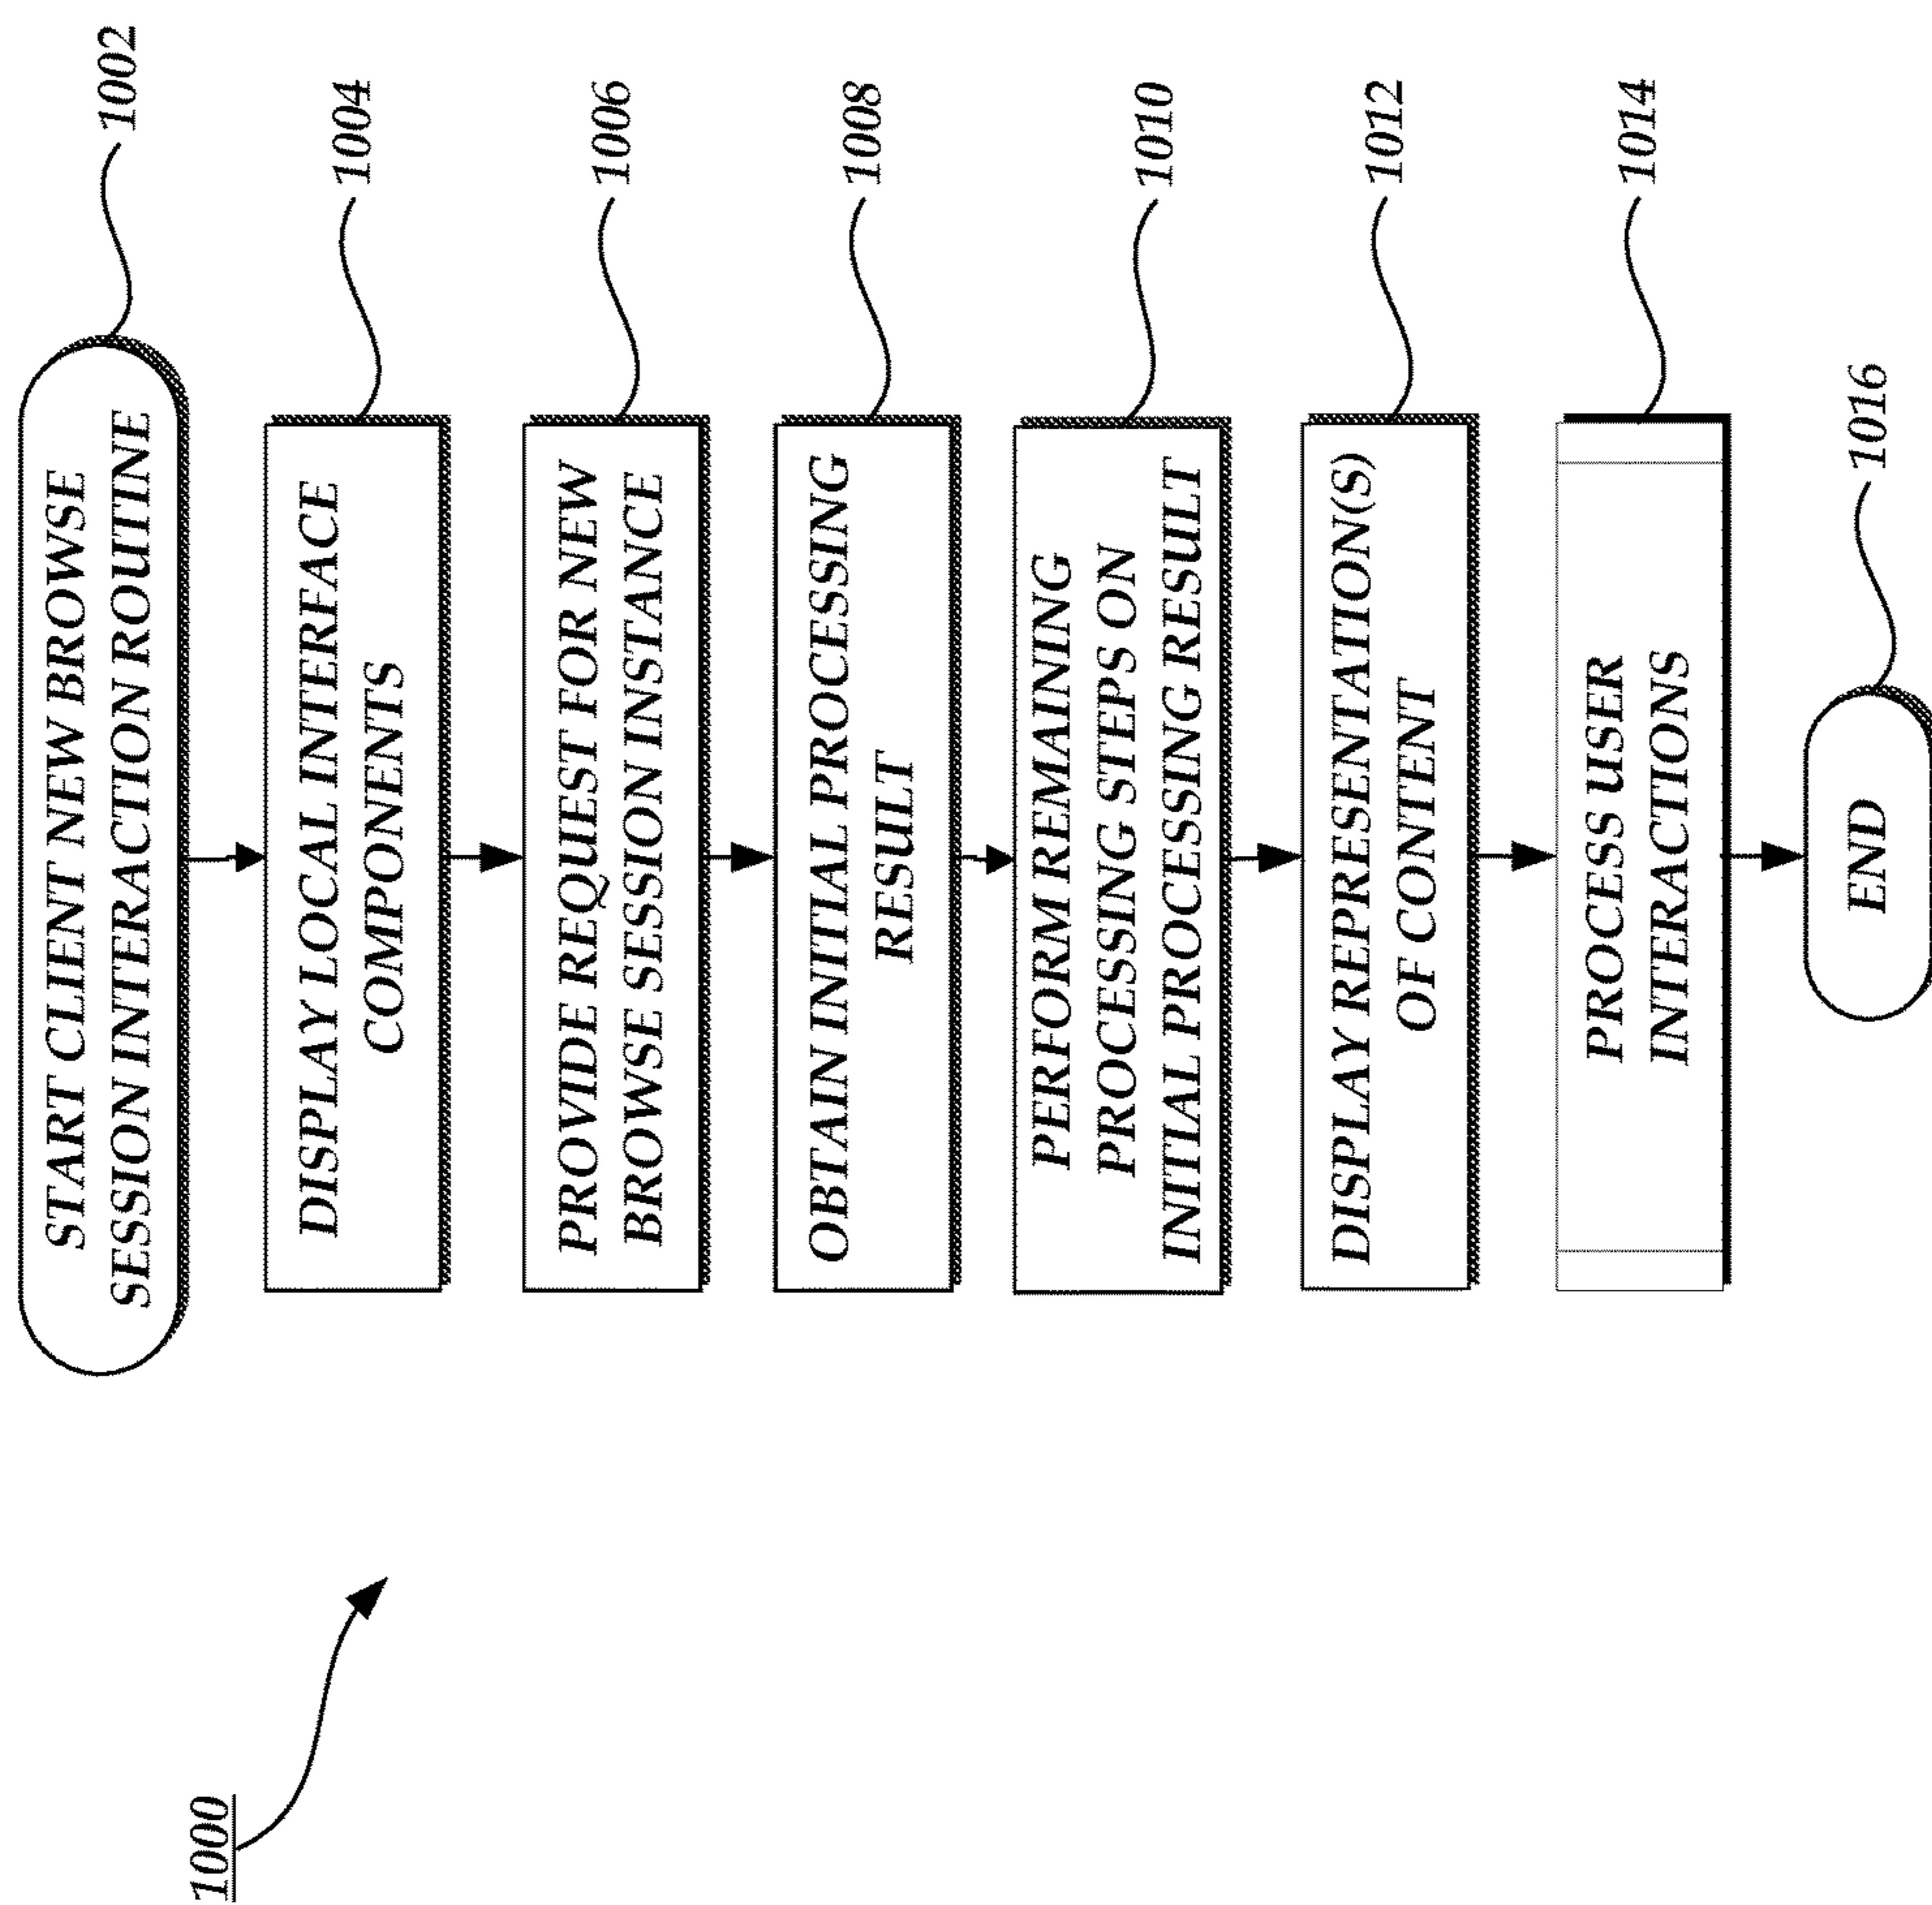 1000
START CLIENT NEW BROWSE
SESSION INTERACTION ROUTINE
1002
DISPLAY LOCAL INTERFACE
COMPONENTS
1004
PROVIDE REQUEST FOR NEW
BROWSE SESSION INSTANCE
1006
OBTAIN INITIAL PROCESSING
RESULT
1008
PERFORM REMAINING
PROCESSING STEPS ON
INITIAL PROCESSING RESULT
1010
DISPLAY REPRESENTATION(S)
OF CONTENT
1012
PROCESS USER
INTERACTIONS
1014
END
1016